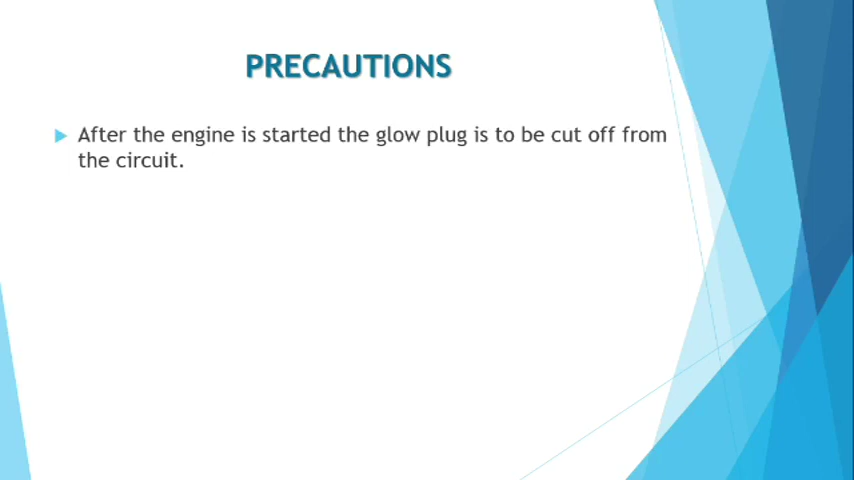 PRECAUTIONS
After the engine is started the glow plug is to be cut off from
the circuit.